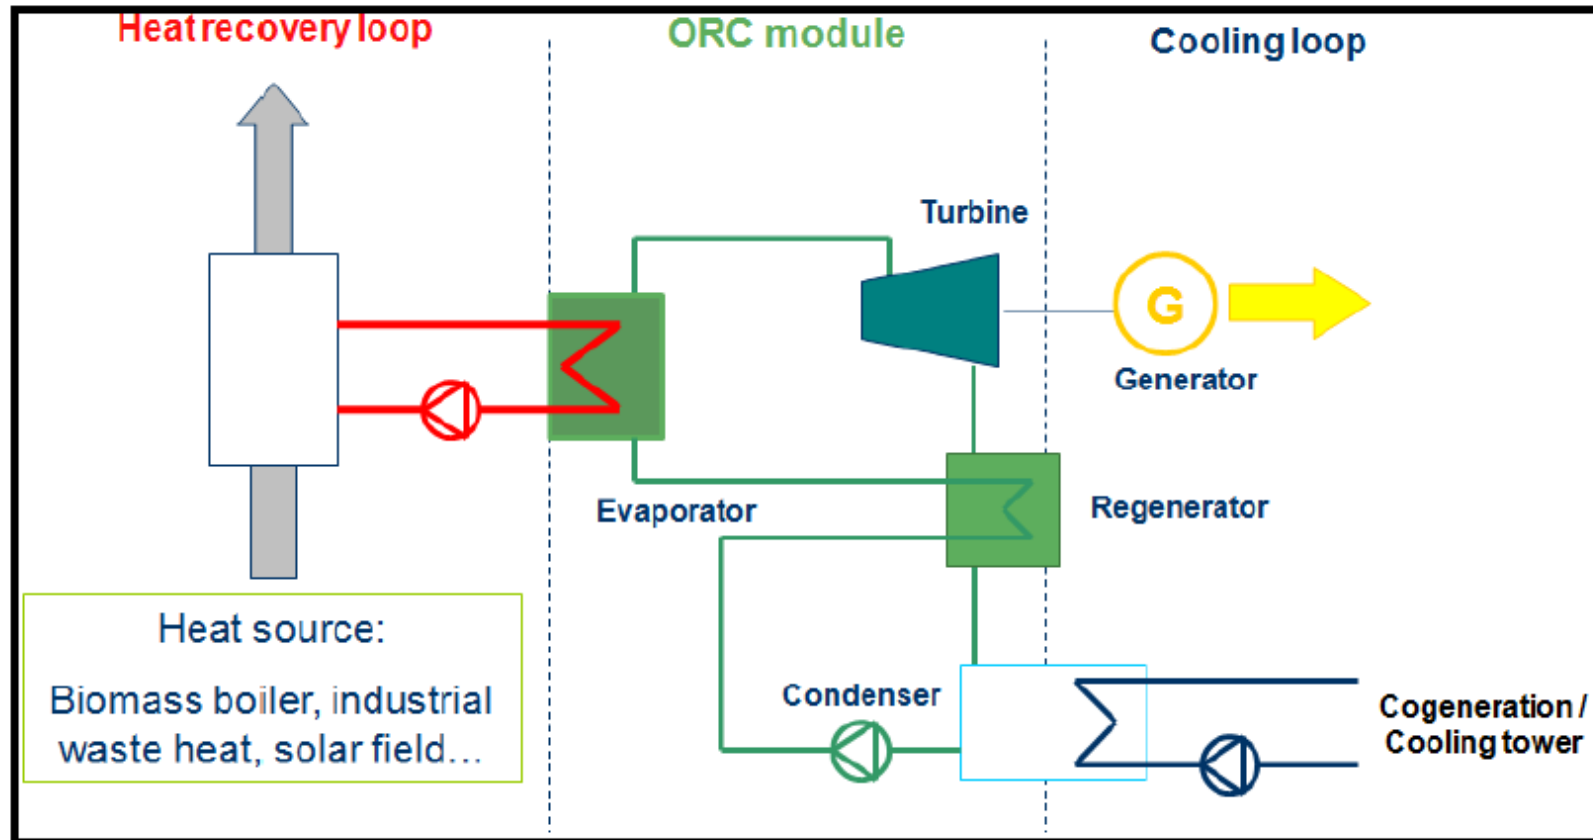 Heat recovery loop
ORC module
Cooling loop
Turbine
G
Generator
Evaporator
Regenerator
Heat source:
Biomass boiler, industrial
waste heat, solar field...
Condenser
Cogeneration /
Cooling tower